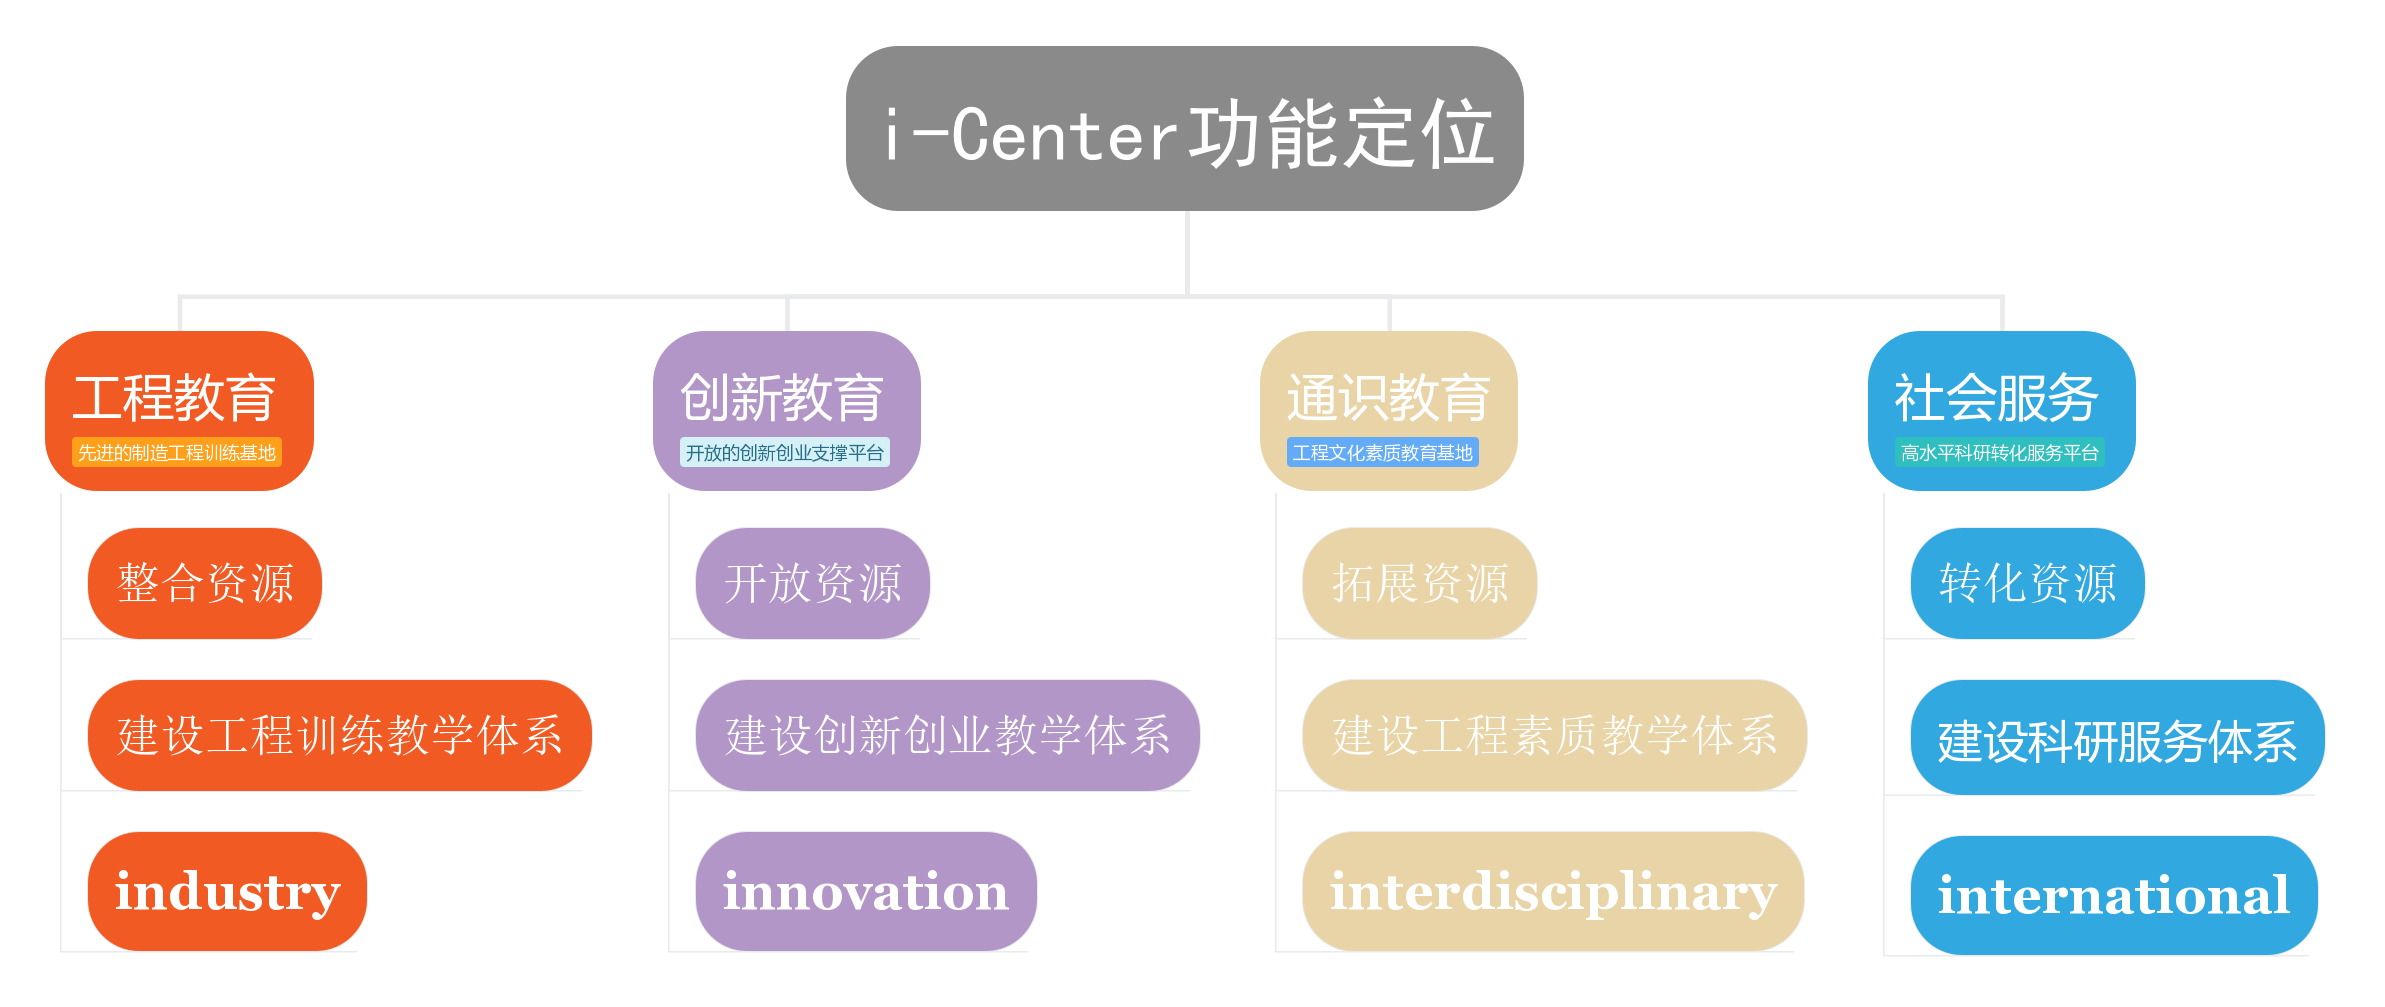 i-Center功能定位
工程教育
先进的制造工程训练基地
整合资源
建设工程训练教学体系
industry
创新教育
开放的创新创业支撑平台
开放资源
建设创新创业教学体系
innovation
通识教育
工程文化素质教育基地
拓展资源
建设工程素质教学体系
interdisciplinary
社会服务
高水平科研转化服务平台
转化资源
建设科研服务体系
international